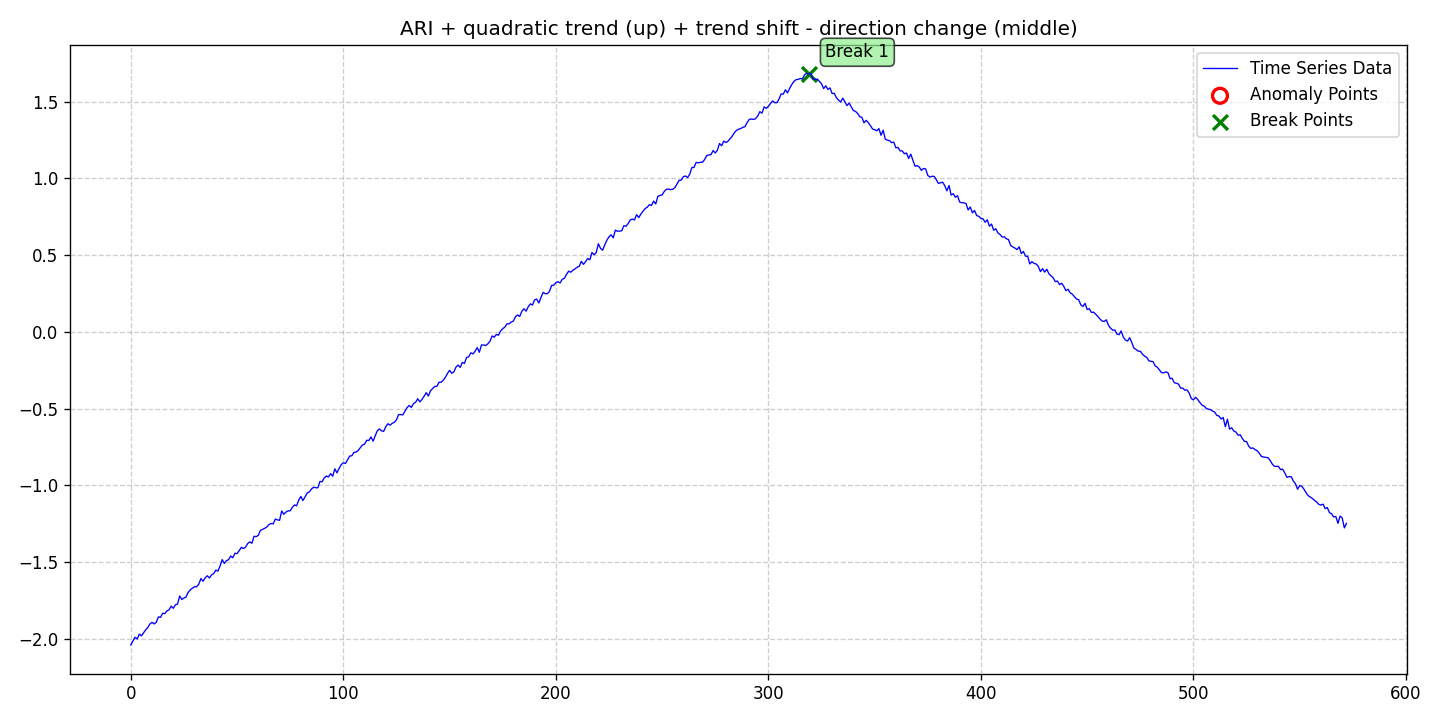 ARI + quadratic trend (up) + trend shift - direction change (middle)
Break 1
Time Series Data
Anomaly Points
Break Points
1.5
1.0
0.5
0.0
−0.5
−1.0
−1.5
−2.0
0 100 200 300 400 500 600